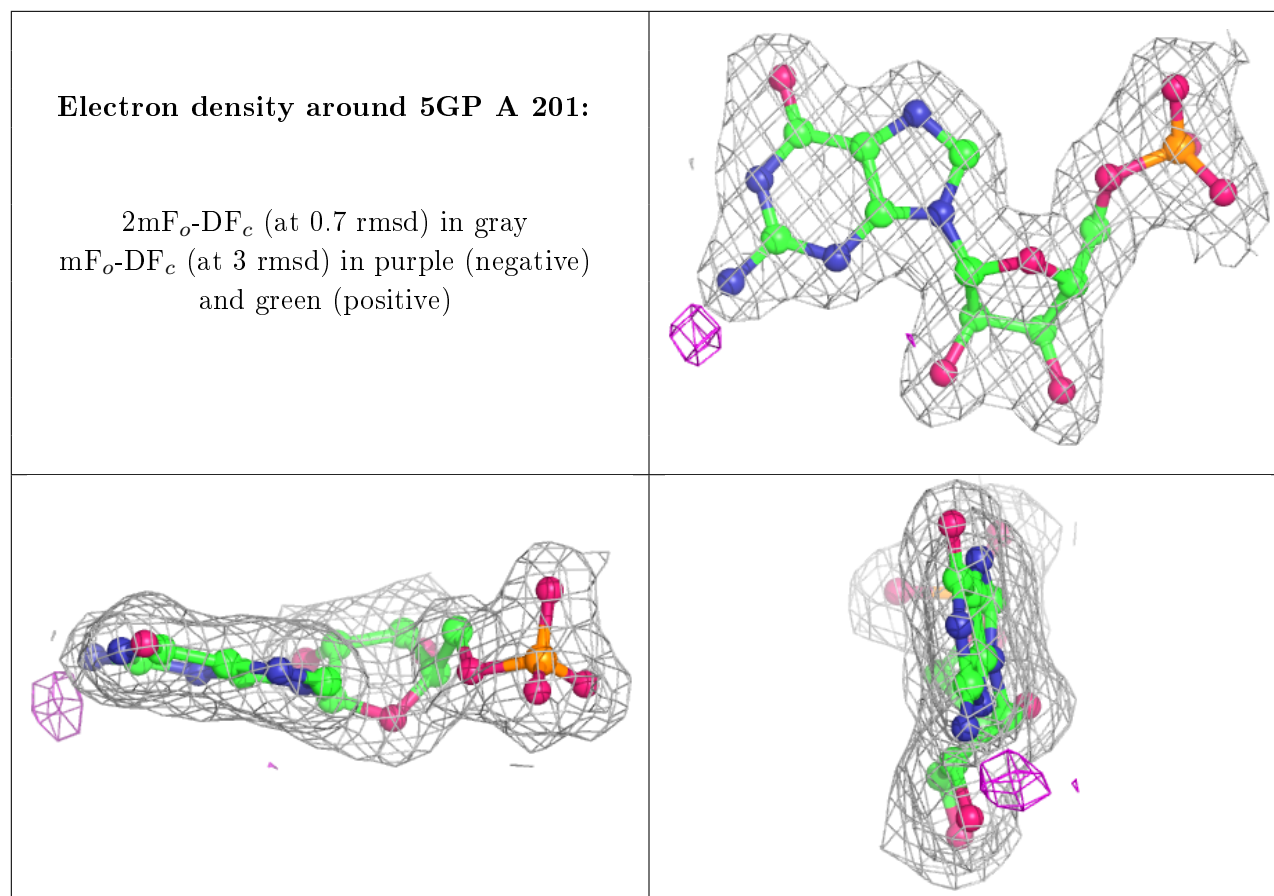 Electron density around 5GP A 201:
2mFₒ-DF𝒸 (at 0.7 rmsd) in gray
mFₒ-DF𝒸 (at 3 rmsd) in purple (negative)
and green (positive)